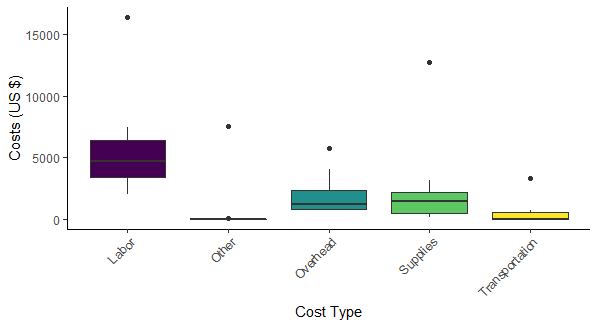 Costs (US $)
15000
10000
5000
0
Labor
Other
Overhead
Supplies
Transportation
Cost Type